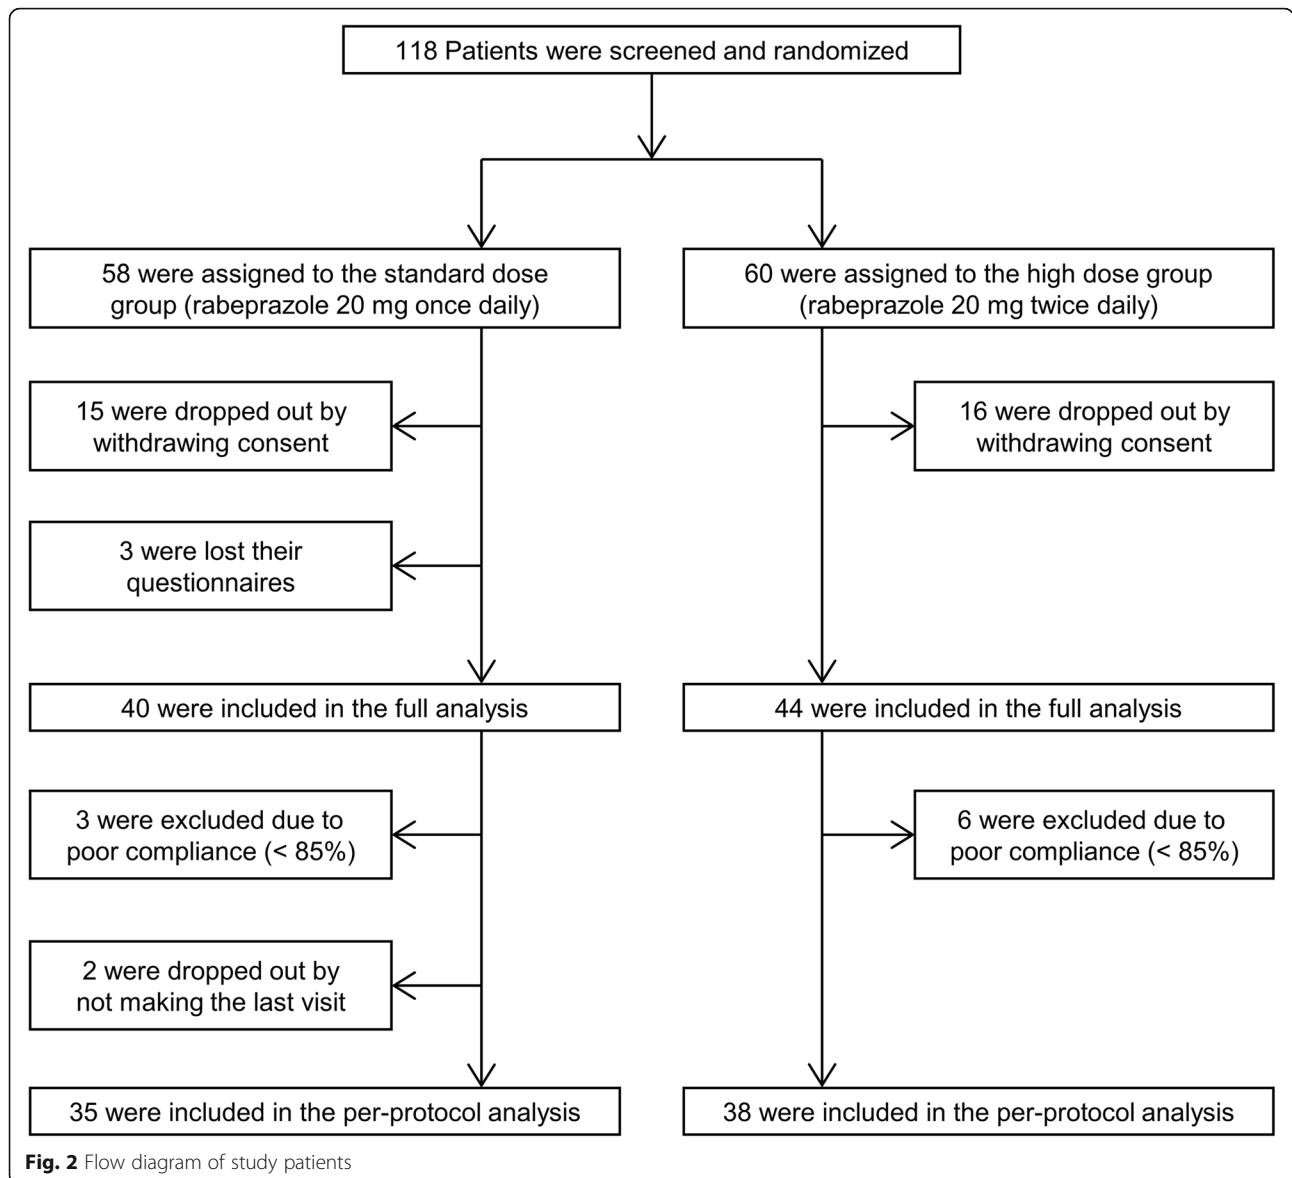 118 Patients were screened and randomized
58 were assigned to the standard dose
group (rabeprazole 20 mg once daily)
60 were assigned to the high dose group
(rabeprazole 20 mg twice daily)
15 were dropped out by
withdrawing consent
16 were dropped out by
withdrawing consent
3 were lost their
questionnaires
40 were included in the full analysis
44 were included in the full analysis
3 were excluded due to
poor compliance (< 85%)
6 were excluded due to
poor compliance (< 85%)
2 were dropped out by
not making the last visit
35 were included in the per-protocol analysis
38 were included in the per-protocol analysis
Fig. 2 Flow diagram of study patients